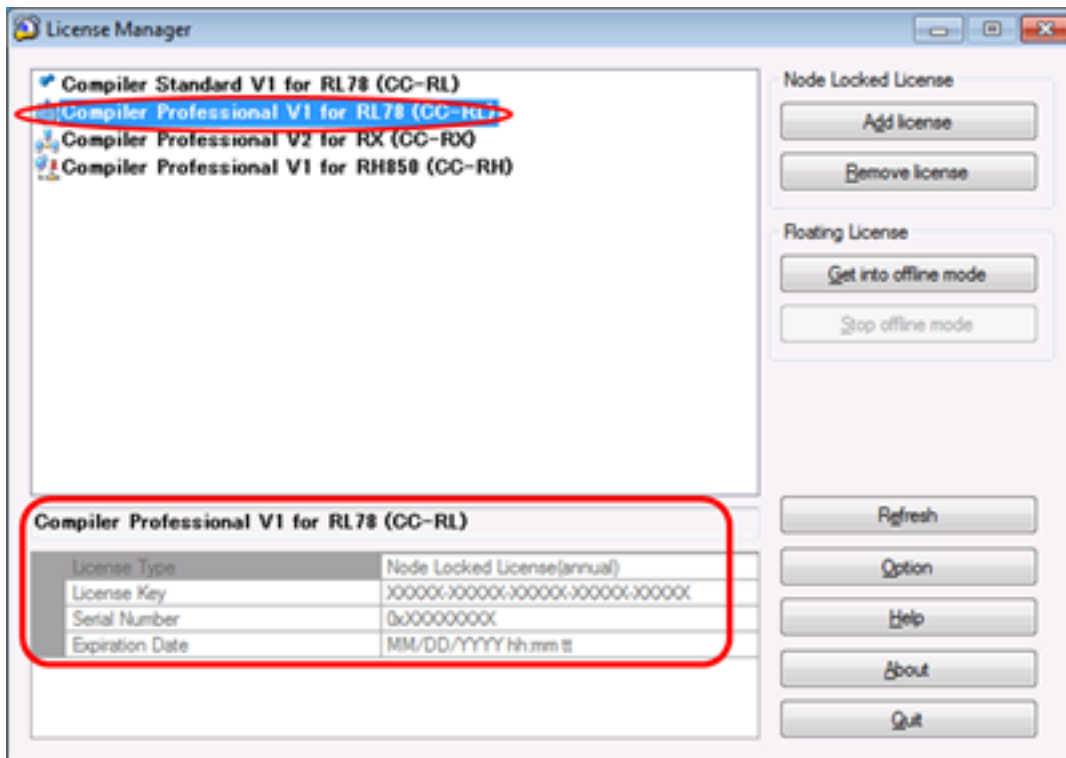 License Manager
Compiler Standard V1 for RL78 (CC-RL)
Compiler Professional V1 for RL78 (CC-RL)
Compiler Professional V2 for RX (CC-RX)
Compiler Professional V1 for RH850 (CC-RH)
Node Locked License
Add license
Remove license
Floating License
Get into offline mode
Stop offline mode
Compiler Professional V1 for RL78 (CC-RL)
License Type Node Locked License(annual)
License Key XXXXX-XXXXX-XXXXX-XXXXX-XXXXX
Serial Number 0xXXXXXXXX
Expiration Date MM/DD/YYYY hh:mm tt
Refresh
Option
Help
About
Quit